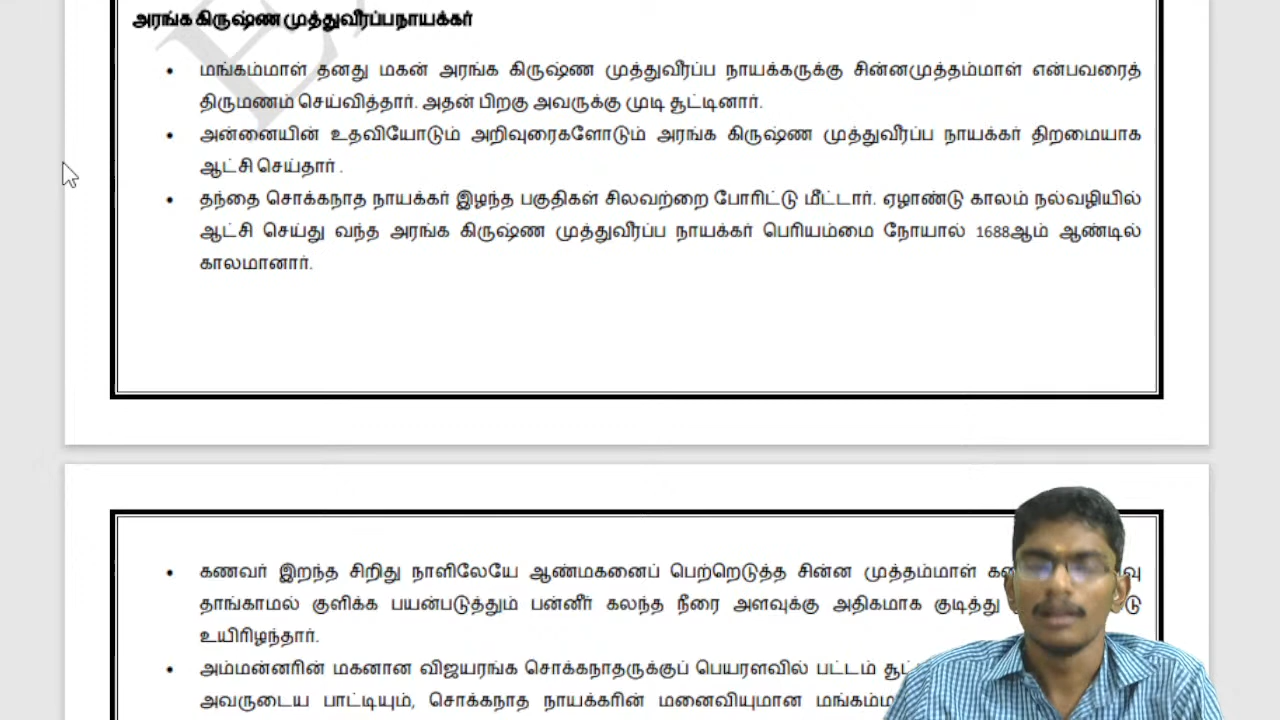 அரங்க கிருஷ்ண முத்துவீரப்பநாயக்கர்
• மங்கம்மாள் தனது மகன் அரங்க கிருஷ்ண முத்துவீரப்ப நாயக்கருக்கு சின்னமுத்தம்மாள் என்பவரைத்
திருமணம் செய்வித்தார். அதன் பிறகு அவருக்கு முடி சூட்டினார்.
• அன்னையின் உதவியோடும் அறிவுரைகளோடும் அரங்க கிருஷ்ண முத்துவீரப்ப நாயக்கர் திறமையாக
ஆட்சி செய்தார் .
• தந்தை சொக்கநாத நாயக்கர் இழந்த பகுதிகள் சிலவற்றை போரிட்டு மீட்டார். ஏழாண்டு காலம் நல்வழியில்
ஆட்சி செய்து வந்த அரங்க கிருஷ்ண முத்துவீரப்ப நாயக்கர் பெரியம்மை நோயால் 1688ஆம் ஆண்டில்
காலமானார்.
• கணவர் இறந்த சிறிது நாளிலேயே ஆண்மகனைப் பெற்றெடுத்த சின்ன முத்தம்மாள்
தாங்காமல் குளிக்க பயன்படுத்தும் பன்னீர் கலந்த நீரை அளவுக்கு அதிகமாக குடித்து
உயிரிழந்தார்.
• அம்மன்னரின் மகனான விஜயரங்க சொக்கநாதருக்குப் பெயரளவில் பட்டம்
அவருடைய பாட்டியும், சொக்கநாத நாயக்கரின் மனைவியுமான